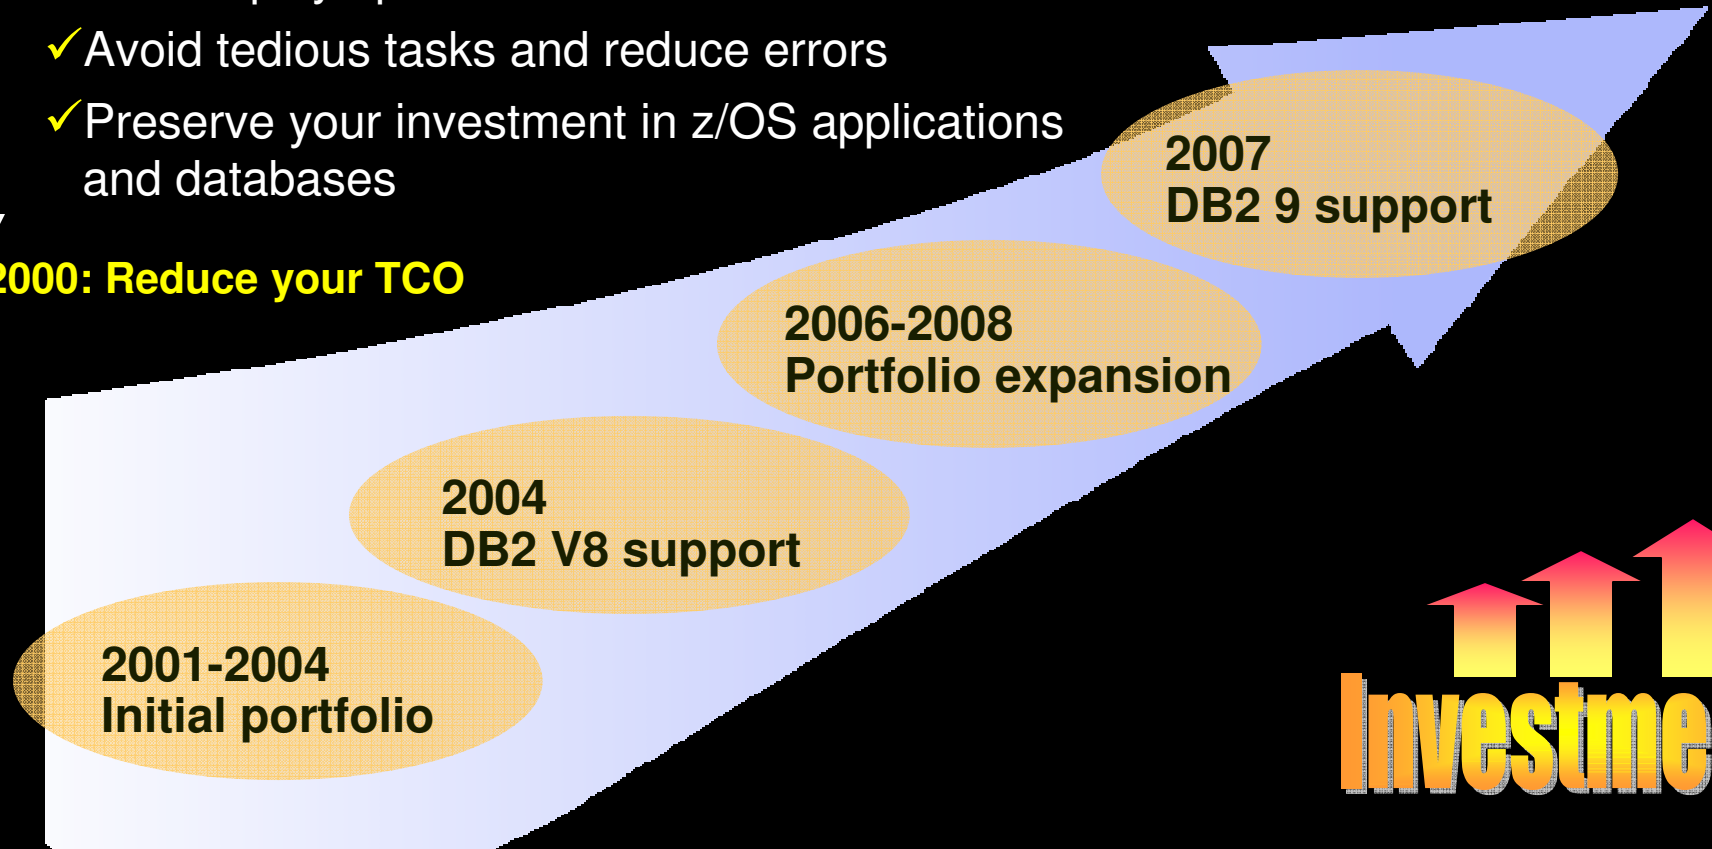 Avoid tedious tasks and reduce errors
Preserve your investment in z/OS applications
and databases
2000: Reduce your TCO
2007
DB2 9 support
2006-2008
Portfolio expansion
2004
DB2 V8 support
2001-2004
Initial portfolio
Investme